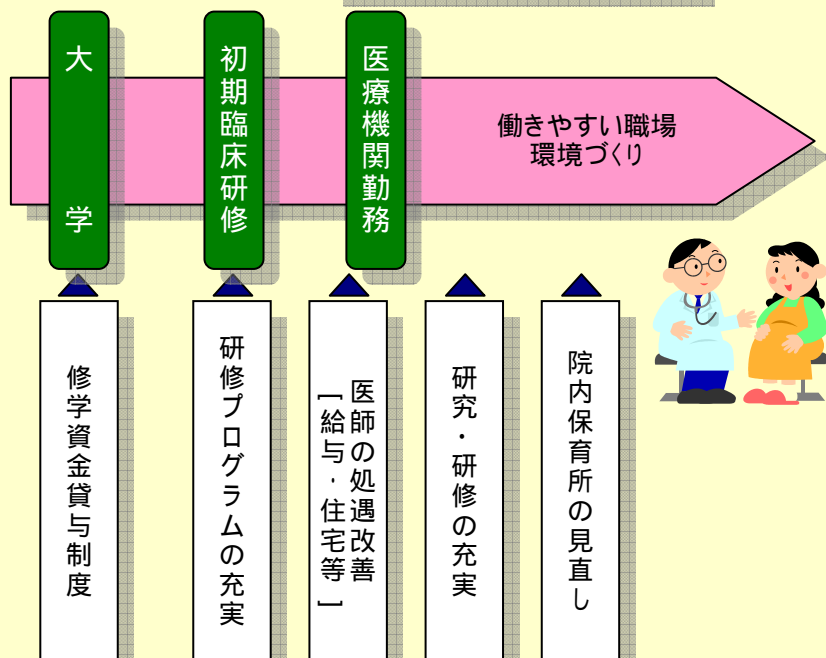 大学
初期臨床研修
医療機関勤務
働きやすい職場
環境づくり
修学資金貸与制度
研修プログラムの充実
医師の処遇改善
[給与・住宅等]
研究・研修の充実
院内保育所の見直し